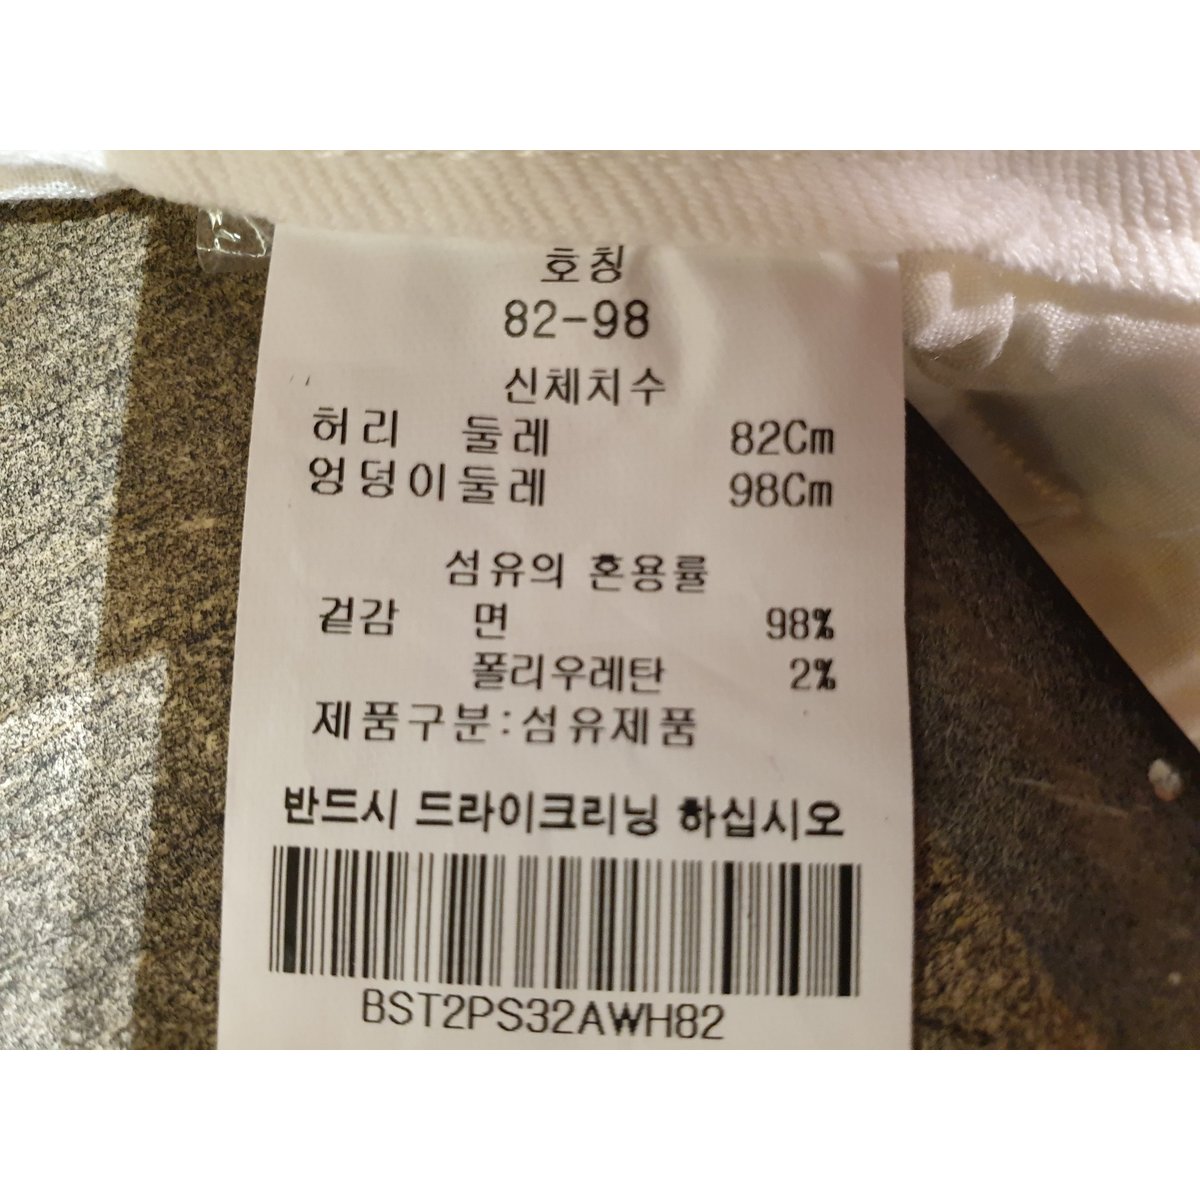 호칭
82-98
신체치수
허리 둘레 82Cm
엉덩이둘레 98Cm
섬유의 혼용률
겉감 면 98%
폴리우레탄 2%
제품구분:섬유제품
반드시 드라이크리닝 하십시오
BST2PS32AWH82